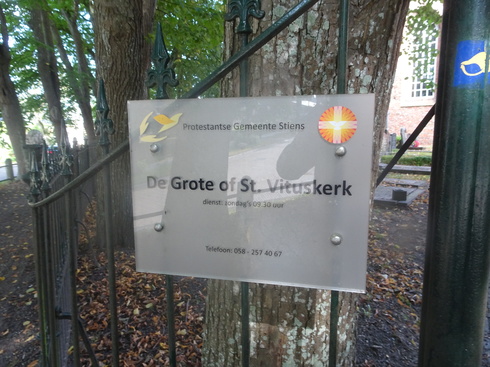 Protestantse Gemeente Stiens
De Grote of St. Vituskerk
dienst: zondag's 09.30 uur
Telefoon: 058 - 257 40 67